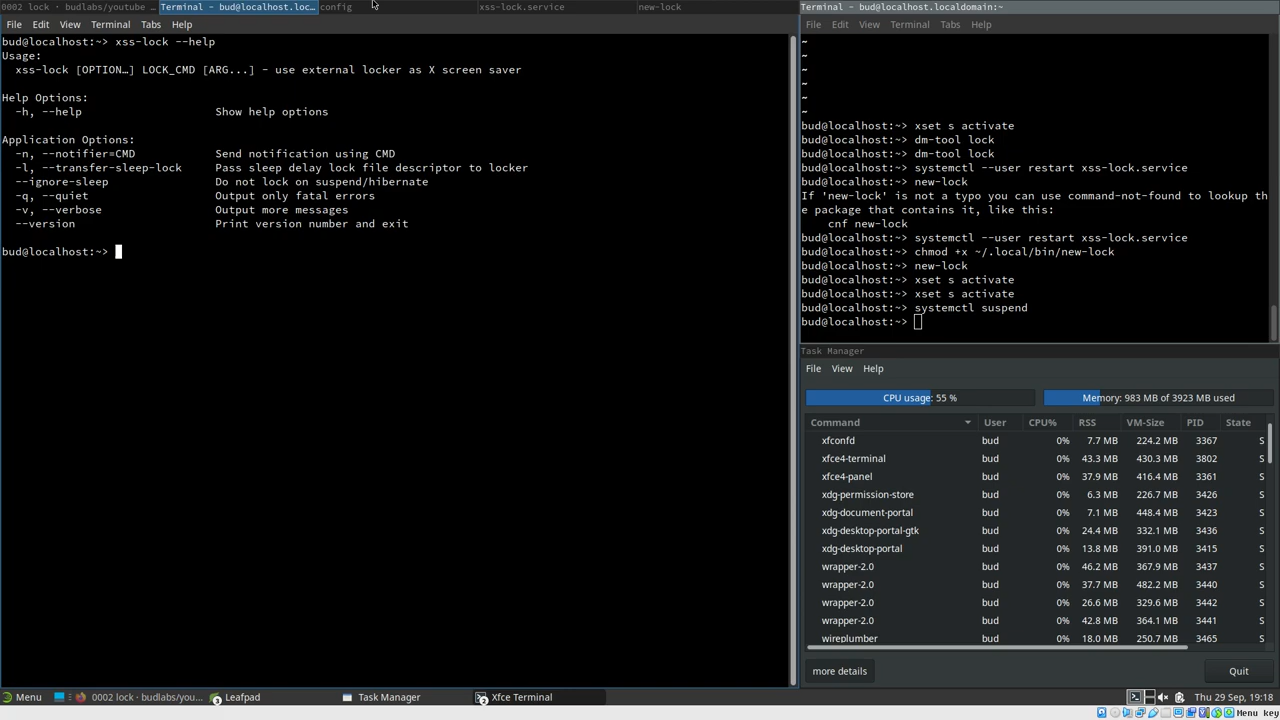 0002 lock · budlabs/youtube ...
Terminal - bud@localhost.loc...
config
xss-lock.service
new-lock
Terminal - bud@localhost.localdomain:~
File Edit View Terminal Tabs Help
bud@localhost:~> xss-lock --help
Usage:
xss-lock [OPTION…] LOCK_CMD [ARG...] - use external locker as X screen saver
Help Options:
-h, --help Show help options
Application Options:
-n, --notifier=CMD Send notification using CMD
-l, --transfer-sleep-lock Pass sleep delay lock file descriptor to locker
--ignore-sleep Do not lock on suspend/hibernate
-q, --quiet Output only fatal errors
-v, --verbose Output more messages
--version Print version number and exit
bud@localhost:~>
File Edit View Terminal Tabs Help
~
~
~
~
~
~
bud@localhost:~> xset s activate
bud@localhost:~> dm-tool lock
bud@localhost:~> dm-tool lock
bud@localhost:~> systemctl --user restart xss-lock.service
bud@localhost:~> new-lock
If 'new-lock' is not a typo you can use command-not-found to lookup th
e package that contains it, like this:
cnf new-lock
bud@localhost:~> systemctl --user restart xss-lock.service
bud@localhost:~> chmod +x ~/.local/bin/new-lock
bud@localhost:~> new-lock
bud@localhost:~> xset s activate
bud@localhost:~> xset s activate
bud@localhost:~> systemctl suspend
bud@localhost:~>
Task Manager
File View Help
CPU usage: 55 % Memory: 983 MB of 3923 MB used
Command User CPU% RSS VM-Size PID State
xfconfd bud 0% 7.7 MB 224.2 MB 3367 S
xfce4-terminal bud 0% 43.3 MB 430.3 MB 3802 S
xfce4-panel bud 0% 37.9 MB 416.4 MB 3361 S
xdg-permission-store bud 0% 6.3 MB 226.7 MB 3426 S
xdg-document-portal bud 0% 7.1 MB 448.4 MB 3423 S
xdg-desktop-portal-gtk bud 0% 24.4 MB 332.1 MB 3436 S
xdg-desktop-portal bud 0% 13.8 MB 391.0 MB 3415 S
wrapper-2.0 bud 0% 46.2 MB 367.9 MB 3437 S
wrapper-2.0 bud 0% 37.7 MB 482.2 MB 3440 S
wrapper-2.0 bud 0% 26.6 MB 329.6 MB 3442 S
wrapper-2.0 bud 0% 42.8 MB 364.1 MB 3441 S
wireplumber bud 0% 18.0 MB 250.7 MB 3465 S
more details Quit
Menu 0002 lock · budlabs/you... 3 Leafpad Task Manager 2 Xfce Terminal Thu 29 Sep, 19:18
Menu key